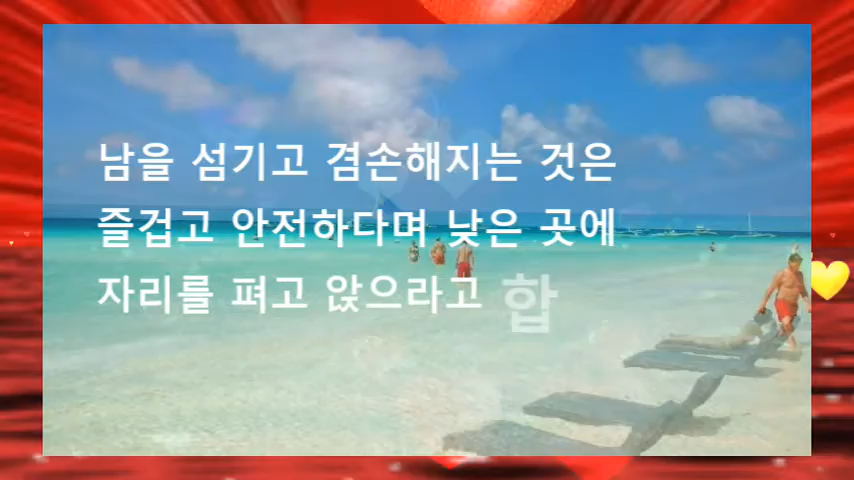 남을 섬기고 겸손해지는 것은
즐겁고 안전하다며 낮은 곳에
자리를 펴고 앉으라고 합